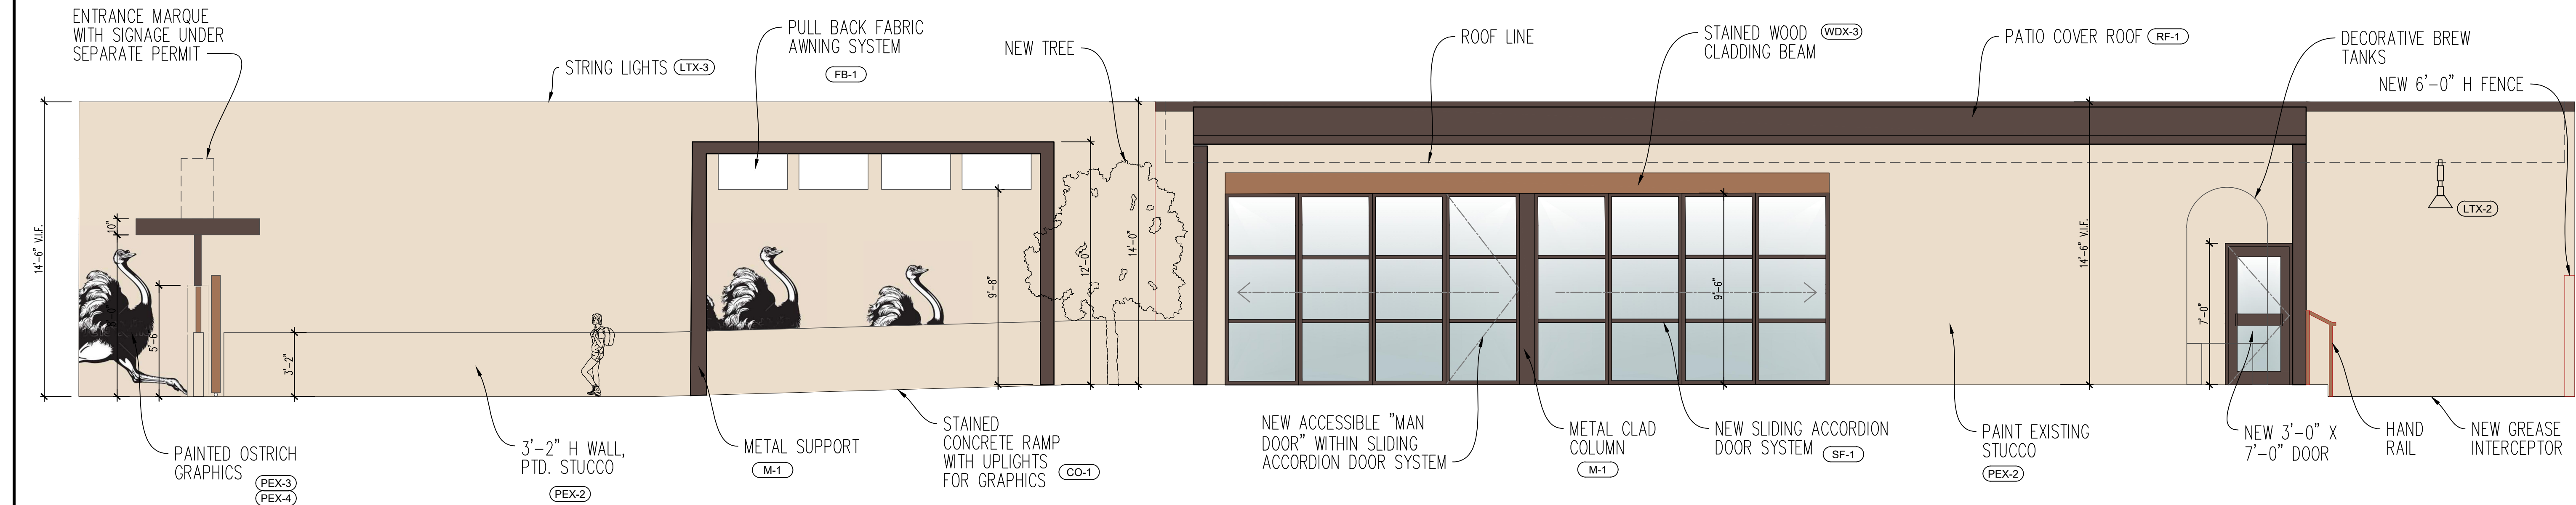 ENTRANCE MARQUE
WITH SIGNAGE UNDER
SEPARATE PERMIT
STRING LIGHTS LTX-3
PULL BACK FABRIC
AWNING SYSTEM
FB-1
NEW TREE
ROOF LINE
STAINED WOOD WDX-3
CLADDING BEAM
PATIO COVER ROOF RF-1
DECORATIVE BREW
TANKS
NEW 6'-0" H FENCE
LTX-2
14'-6" V.I.F.
10"
5'-6"
3'-2"
9'-8"
12'-0"
14'-0"
9'-6"
14'-6" V.I.F.
7'-0"
PAINTED OSTRICH
GRAPHICS
PEX-3
PEX-4
3'-2" H WALL,
PTD. STUCCO
PEX-2
METAL SUPPORT
M-1
STAINED
CONCRETE RAMP
WITH UPLIGHTS
FOR GRAPHICS
CO-1
NEW ACCESSIBLE "MAN
DOOR" WITHIN SLIDING
ACCORDION DOOR SYSTEM
METAL CLAD
COLUMN
M-1
NEW SLIDING ACCORDION
DOOR SYSTEM
SF-1
PAINT EXISTING
STUCCO
PEX-2
NEW 3'-0" X
7'-0" DOOR
HAND
RAIL
NEW GREASE
INTERCEPTOR